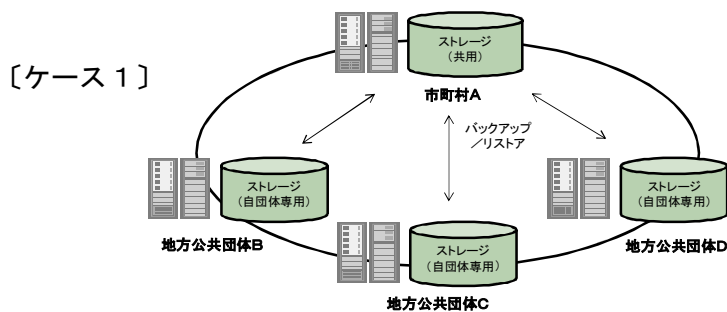 〔ケース１〕
ストレージ
（共用）
市町村A
バックアップ
／リストア
ストレージ
（自団体専用）
地方公共団体B
ストレージ
（自団体専用）
地方公共団体C
ストレージ
（自団体専用）
地方公共団体D